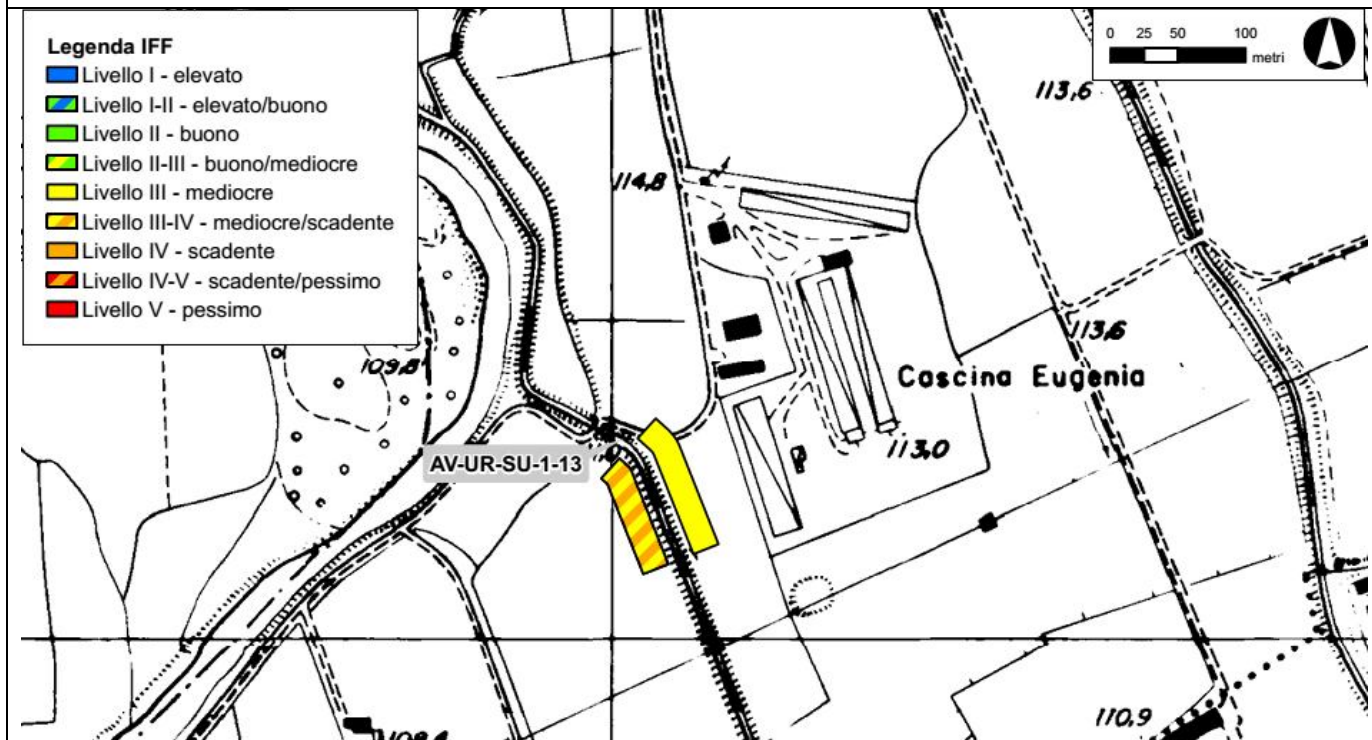 Legenda IFF
Livello I - elevato
Livello I-II - elevato/buono
Livello II - buono
Livello II-III - buono/mediocre
Livello III - mediocre
Livello III-IV - mediocre/scadente
Livello IV - scadente
Livello IV-V - scadente/pessimo
Livello V - pessimo
0 25 50 100
metri
113,6
114,8
113,6
109,8
Cascina Eugenia
113,0
AV-UR-SU-1-13
110,9